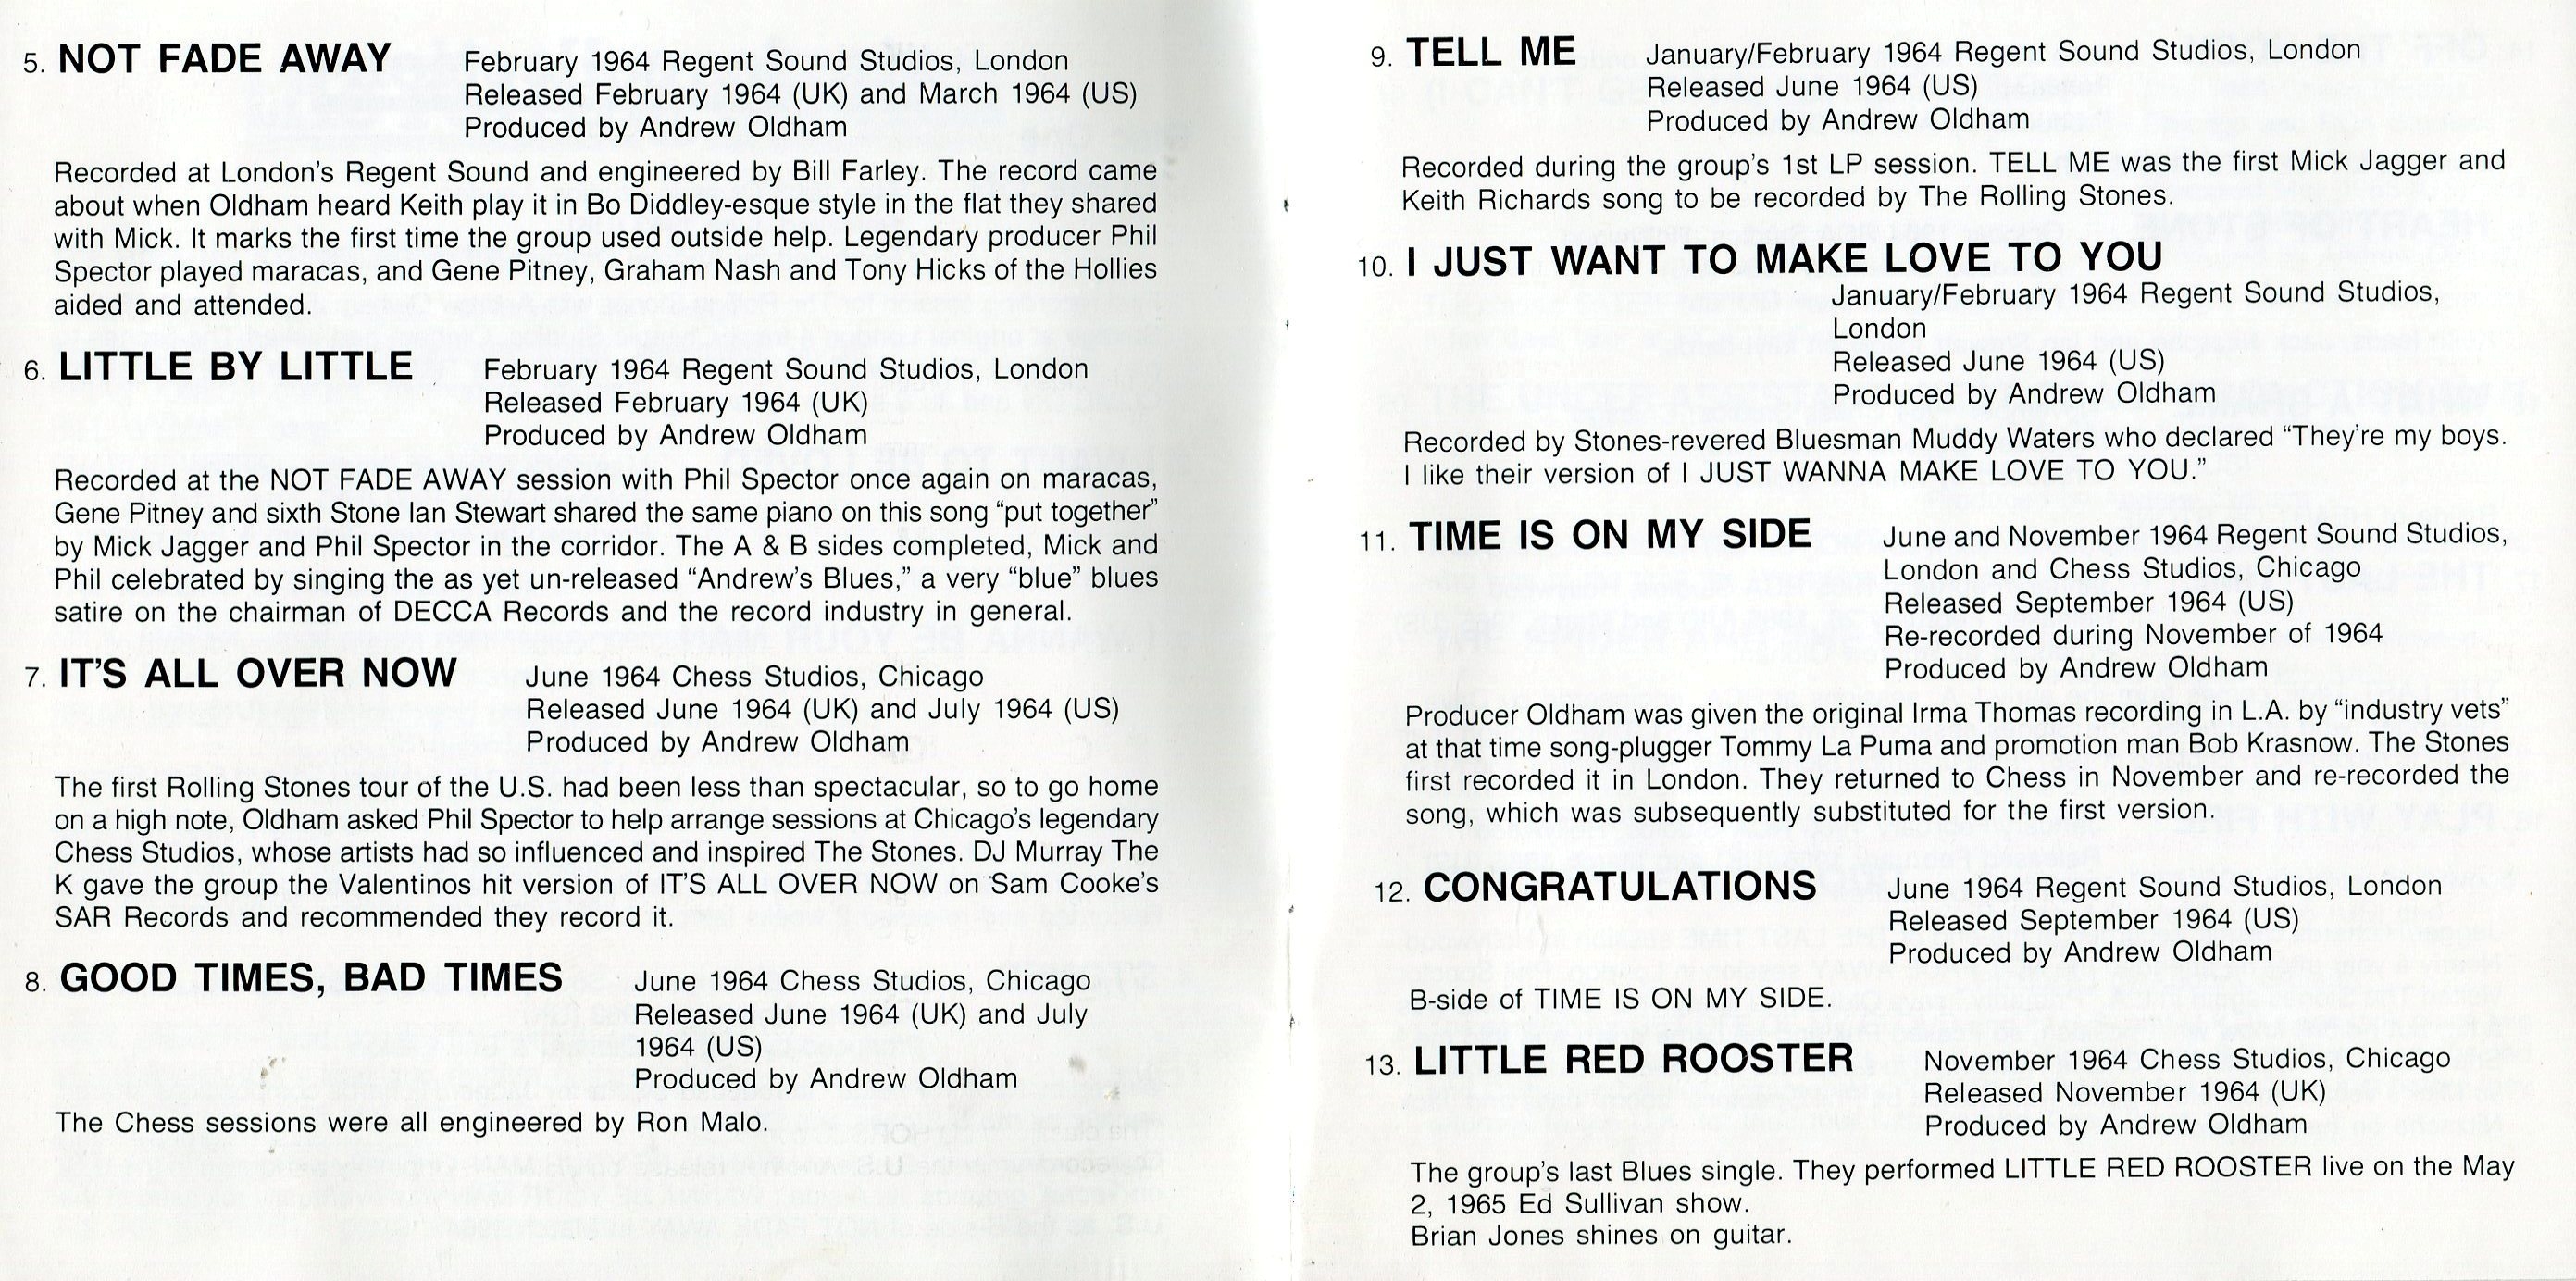 5. NOT FADE AWAY February 1964 Regent Sound Studios, London
Released February 1964 (UK) and March 1964 (US)
Produced by Andrew Oldham
Recorded at London's Regent Sound and engineered by Bill Farley. The record came
about when Oldham heard Keith play it in Bo Diddley-esque style in the flat they shared
with Mick. It marks the first time the group used outside help. Legendary producer Phil
Spector played maracas, and Gene Pitney, Graham Nash and Tony Hicks of the Hollies
aided and attended.
6. LITTLE BY LITTLE February 1964 Regent Sound Studios, London
Released February 1964 (UK)
Produced by Andrew Oldham
Recorded at the NOT FADE AWAY session with Phil Spector once again on maracas,
Gene Pitney and sixth Stone Ian Stewart shared the same piano on this song “put together”
by Mick Jagger and Phil Spector in the corridor. The A & B sides completed, Mick and
Phil celebrated by singing the as yet un-released “Andrew's Blues,” a very “blue” blues
satire on the chairman of DECCA Records and the record industry in general.
7. IT'S ALL OVER NOW June 1964 Chess Studios, Chicago
Released June 1964 (UK) and July 1964 (US)
Produced by Andrew Oldham
The first Rolling Stones tour of the U.S. had been less than spectacular, so to go home
on a high note, Oldham asked Phil Spector to help arrange sessions at Chicago's legendary
Chess Studios, whose artists had so influenced and inspired The Stones. DJ Murray The
K gave the group the Valentinos hit version of IT'S ALL OVER NOW on Sam Cooke's
SAR Records and recommended they record it.
8. GOOD TIMES, BAD TIMES June 1964 Chess Studios, Chicago
Released June 1964 (UK) and July
1964 (US)
Produced by Andrew Oldham
The Chess sessions were all engineered by Ron Malo.
9. TELL ME January/February 1964 Regent Sound Studios, London
Released June 1964 (US)
Produced by Andrew Oldham
Recorded during the group's 1st LP session. TELL ME was the first Mick Jagger and
Keith Richards song to be recorded by The Rolling Stones.
10. I JUST WANT TO MAKE LOVE TO YOU
January/February 1964 Regent Sound Studios,
London
Released June 1964 (US)
Produced by Andrew Oldham
Recorded by Stones-revered Bluesman Muddy Waters who declared “They're my boys.
I like their version of I JUST WANNA MAKE LOVE TO YOU.”
11. TIME IS ON MY SIDE June and November 1964 Regent Sound Studios,
London and Chess Studios, Chicago
Released September 1964 (US)
Re-recorded during November of 1964
Produced by Andrew Oldham
Producer Oldham was given the original Irma Thomas recording in L.A. by “industry vets”
at that time song-plugger Tommy La Puma and promotion man Bob Krasnow. The Stones
first recorded it in London. They returned to Chess in November and re-recorded the
song, which was subsequently substituted for the first version.
12. CONGRATULATIONS June 1964 Regent Sound Studios, London
Released September 1964 (US)
Produced by Andrew Oldham
B-side of TIME IS ON MY SIDE.
13. LITTLE RED ROOSTER November 1964 Chess Studios, Chicago
Released November 1964 (UK)
Produced by Andrew Oldham
The group's last Blues single. They performed LITTLE RED ROOSTER live on the May
2, 1965 Ed Sullivan show.
Brian Jones shines on guitar.